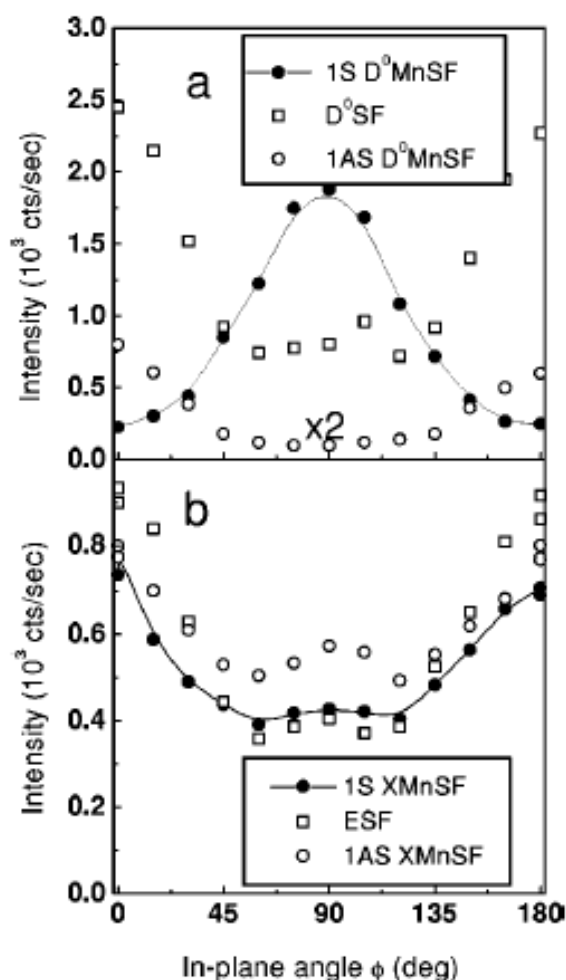 3.0
a
1S D⁰MnSF
D⁰SF
1AS D⁰MnSF
2.5
2.0
1.5
1.0
0.5
x2
0.0
Intensity (10³ cts/sec)
b
0.8
0.6
0.4
0.2
0.0
Intensity (10³ cts/sec)
1S XMnSF
ESF
1AS XMnSF
0 45 90 135 180
In-plane angle ϕ (deg)